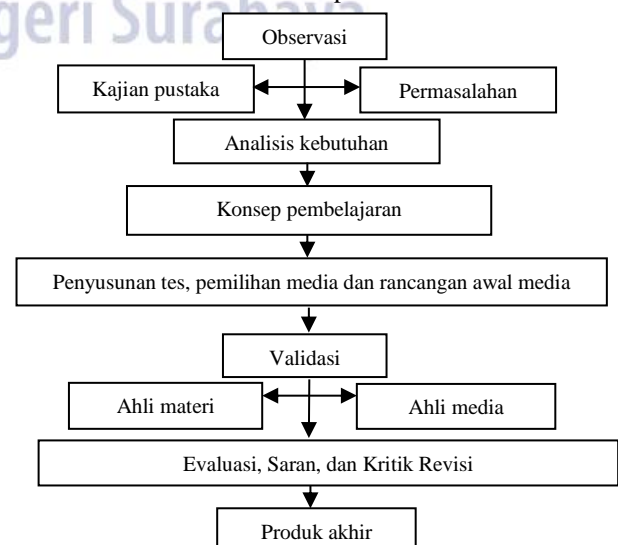 geri Surabaya
Observasi
Kajian pustaka
Permasalahan
Analisis kebutuhan
Konsep pembelajaran
Penyusunan tes, pemilihan media dan rancangan awal media
Validasi
Ahli materi
Ahli media
Evaluasi, Saran, dan Kritik Revisi
Produk akhir